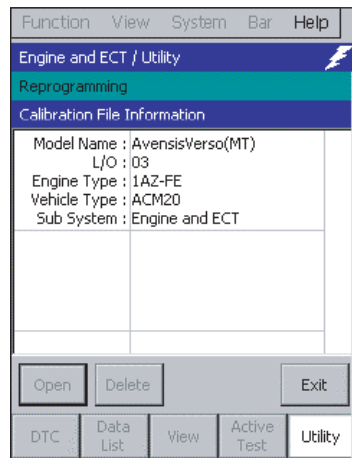 Function View System Bar Help
Engine and ECT / Utility
Reprogramming
Calibration File Information
Model Name : AvensisVerso(MT)
L/O : 03
Engine Type : 1AZ-FE
Vehicle Type : ACM20
Sub System : Engine and ECT
Open Delete Exit
DTC Data List View Active Test Utility